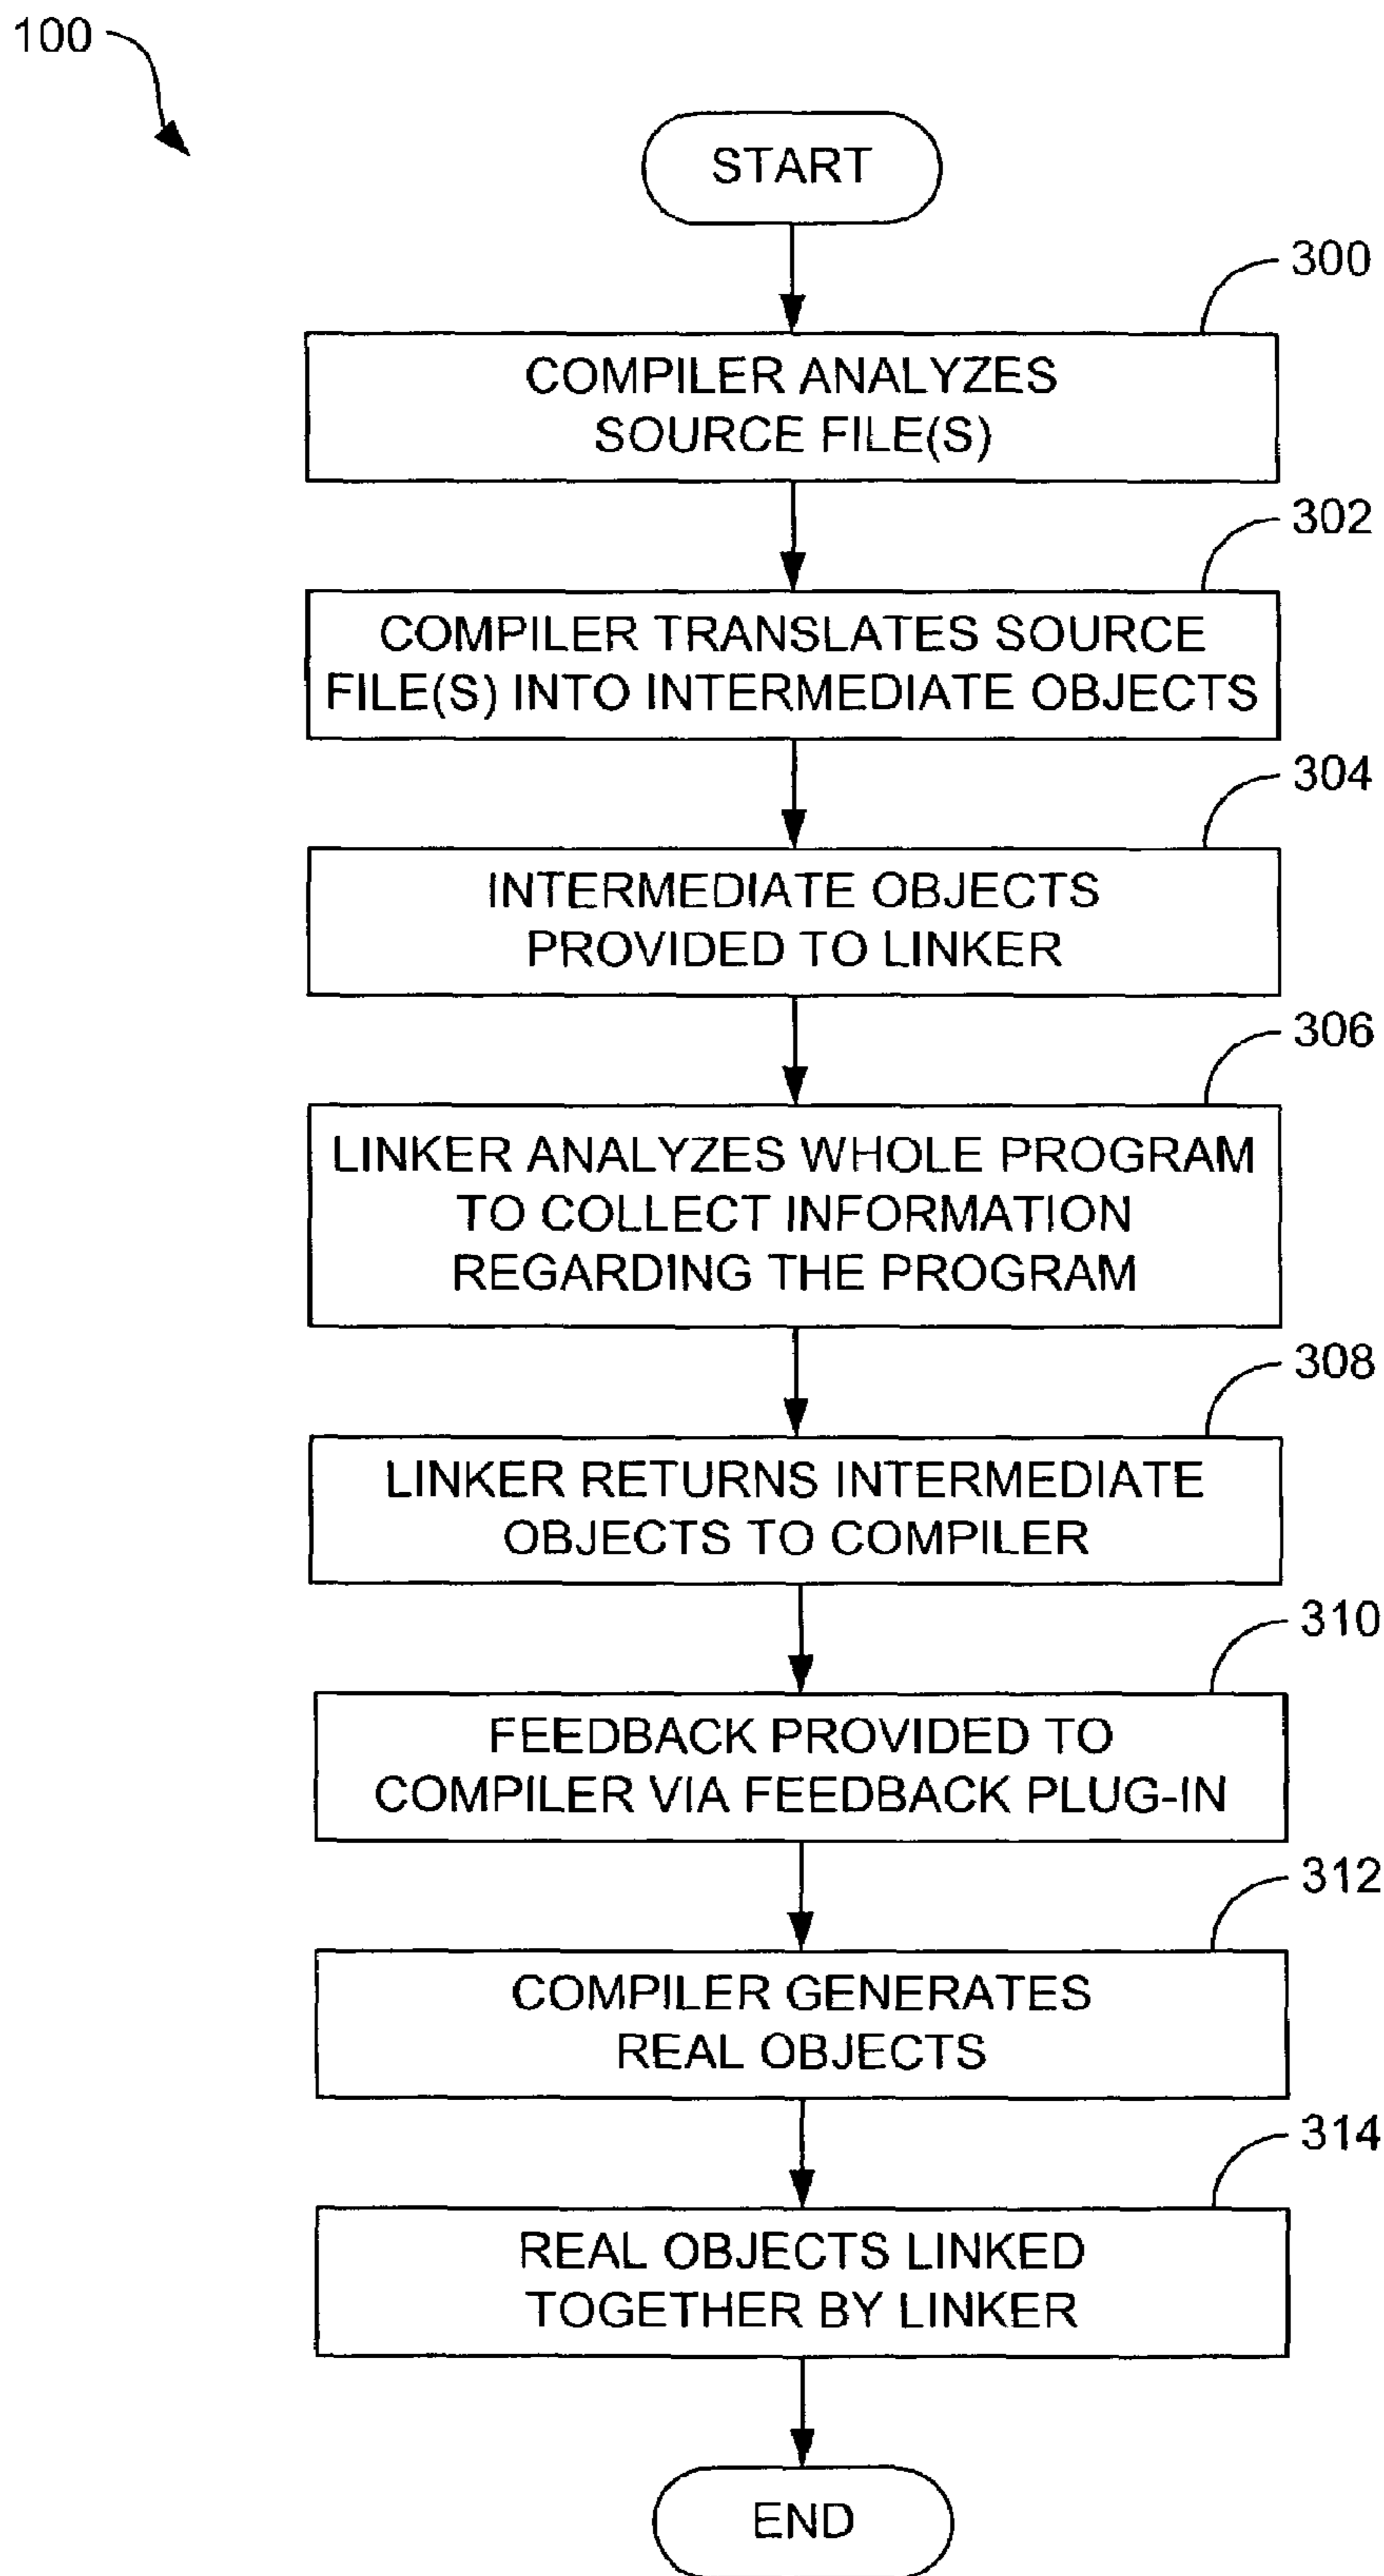 100
START
300
COMPILER ANALYZES
SOURCE FILE(S)
302
COMPILER TRANSLATES SOURCE
FILE(S) INTO INTERMEDIATE OBJECTS
304
INTERMEDIATE OBJECTS
PROVIDED TO LINKER
306
LINKER ANALYZES WHOLE PROGRAM
TO COLLECT INFORMATION
REGARDING THE PROGRAM
308
LINKER RETURNS INTERMEDIATE
OBJECTS TO COMPILER
310
FEEDBACK PROVIDED TO
COMPILER VIA FEEDBACK PLUG-IN
312
COMPILER GENERATES
REAL OBJECTS
314
REAL OBJECTS LINKED
TOGETHER BY LINKER
END